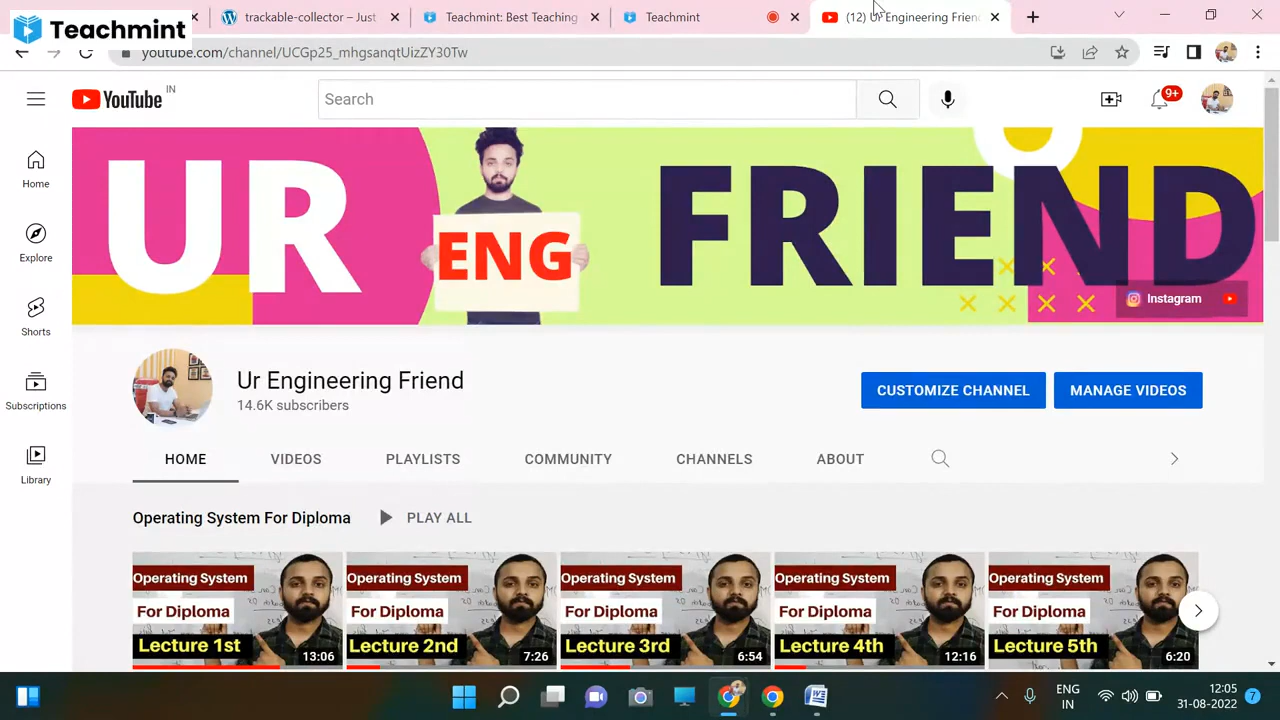 Teachmint
trackable-collector – Just
Teachmint: Best Teaching
Teachmint
(12) Ur Engineering Frien
youtube.com/channel/UCGp25_mhgsanqtUizZY30Tw
YouTube IN
Search
9+
UR ENG FRIEND
Instagram
Home
Explore
Shorts
Subscriptions
Library
Ur Engineering Friend
14.6K subscribers
CUSTOMIZE CHANNEL
MANAGE VIDEOS
HOME VIDEOS PLAYLISTS COMMUNITY CHANNELS ABOUT
Operating System For Diploma PLAY ALL
Operating System
For Diploma
Lecture 1st
13:06
Operating System
For Diploma
Lecture 2nd
7:26
Operating System
For Diploma
Lecture 3rd
6:54
Operating System
For Diploma
Lecture 4th
12:16
Operating System
For Diploma
Lecture 5th
6:20
ENG
IN
12:05
31-08-2022
7